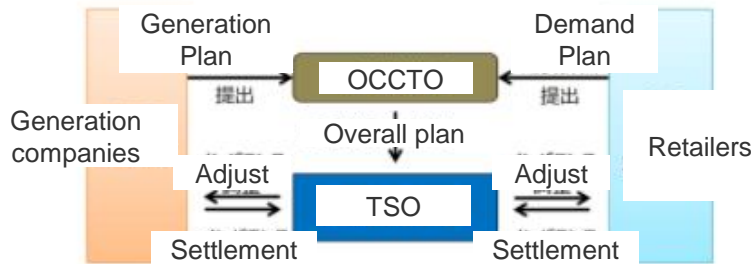 Generation
Plan
Demand
Plan
OCCTO
提出
提出
Generation
companies
Overall plan
Retailers
Adjust
TSO
Adjust
Settlement
Settlement